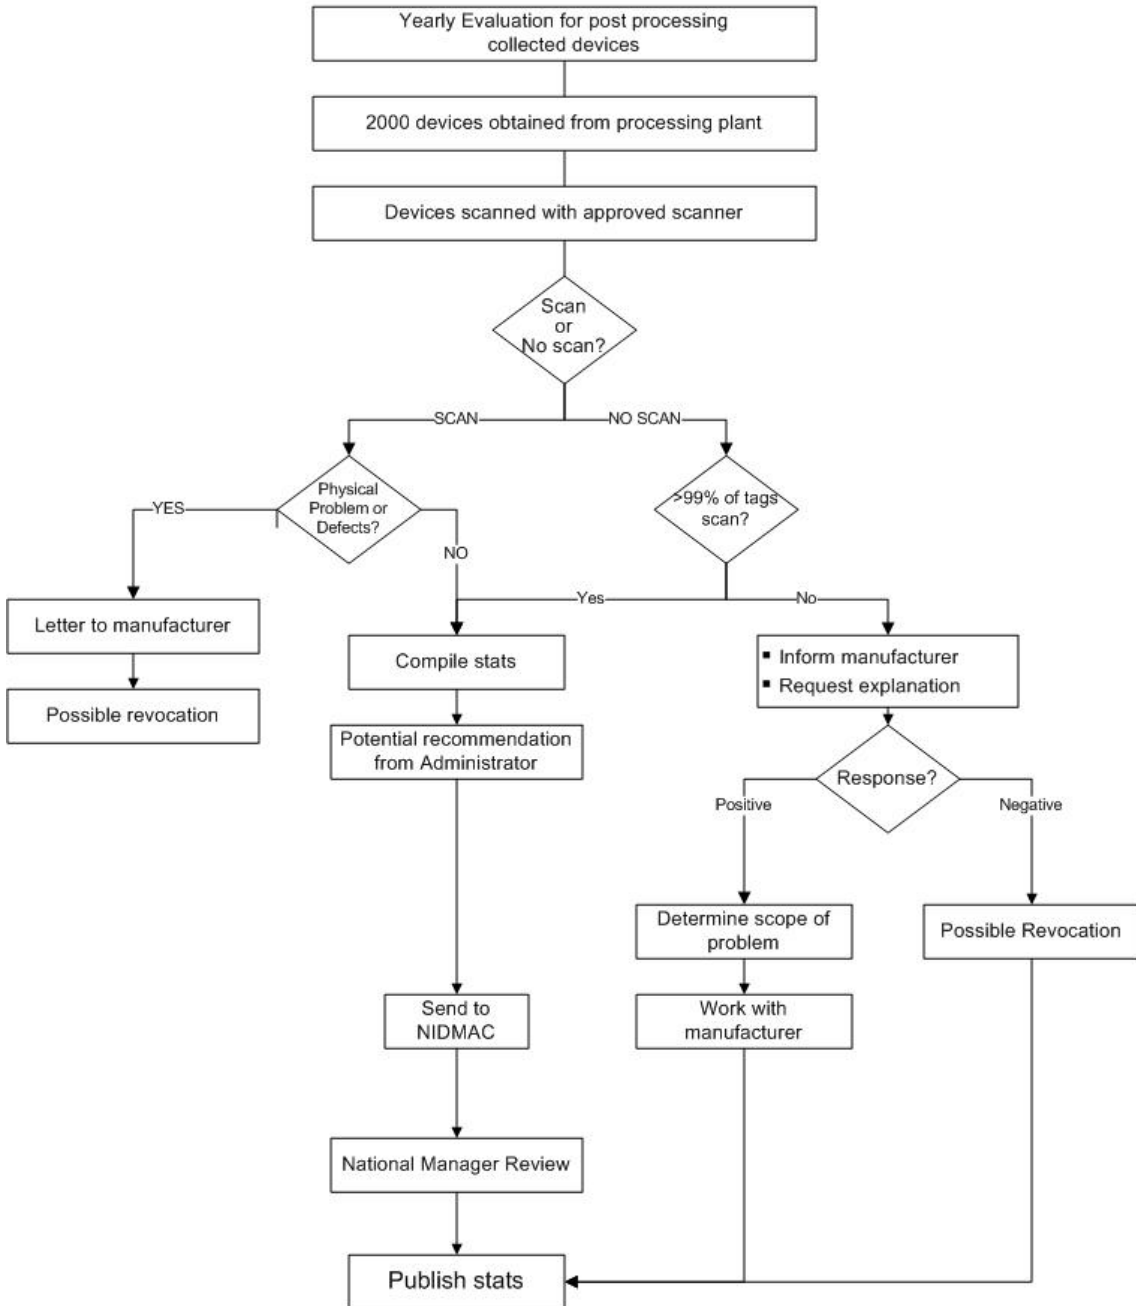 Yearly Evaluation for post processing
collected devices
2000 devices obtained from processing plant
Devices scanned with approved scanner
Scan
or
No scan?
SCAN
NO SCAN
Physical
Problem or
Defects?
>99% of tags
scan?
YES
NO
Yes
No
Letter to manufacturer
Compile stats
▪ Inform manufacturer
▪ Request explanation
Possible revocation
Potential recommendation
from Administrator
Response?
Positive
Negative
Determine scope of
problem
Possible Revocation
Send to
NIDMAC
Work with
manufacturer
National Manager Review
Publish stats